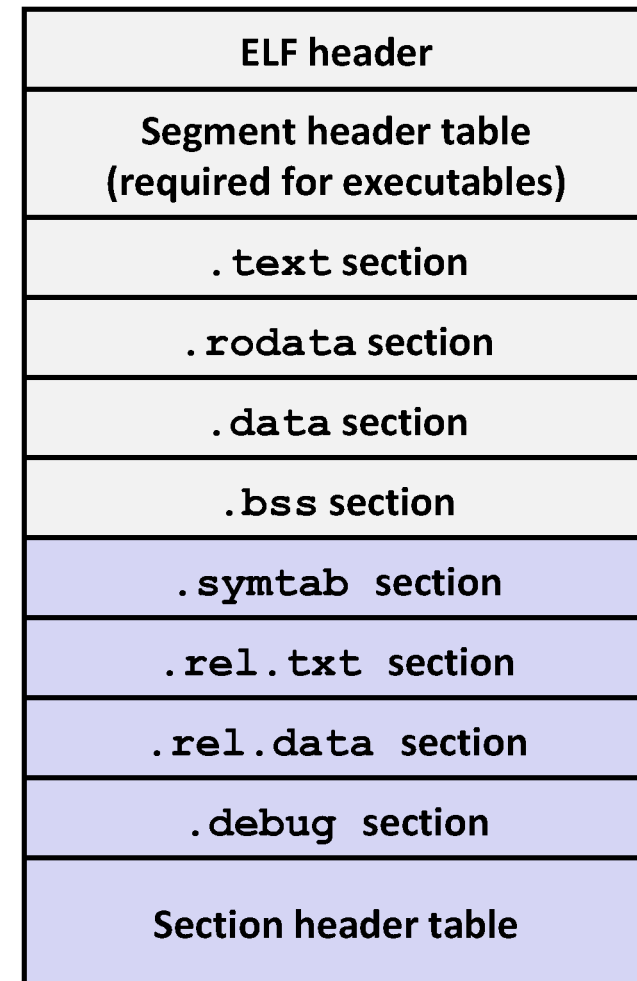 ELF header
Segment header table
(required for executables)
.text section
.rodata section
.data section
.bss section
.symtab section
.rel.txt section
.rel.data section
.debug section
Section header table